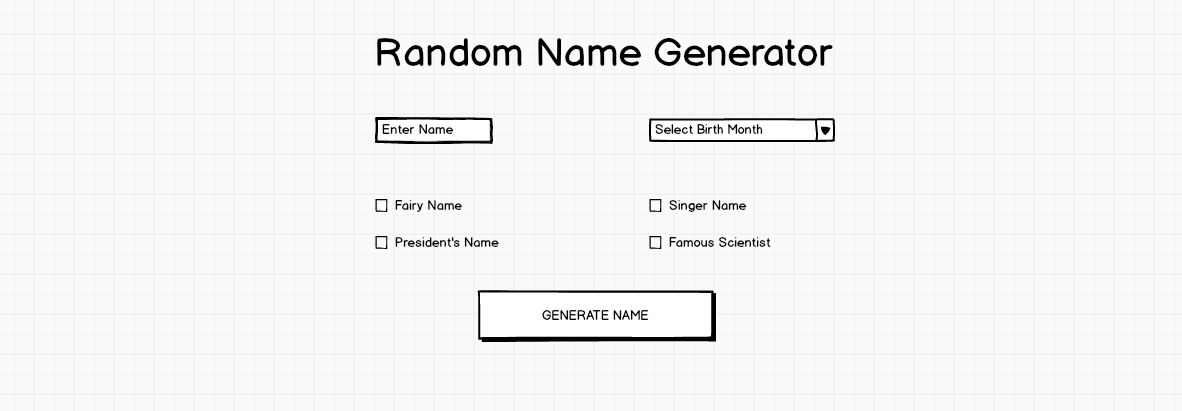 Random Name Generator
Enter Name
Select Birth Month
Fairy Name
Singer Name
President's Name
Famous Scientist
GENERATE NAME